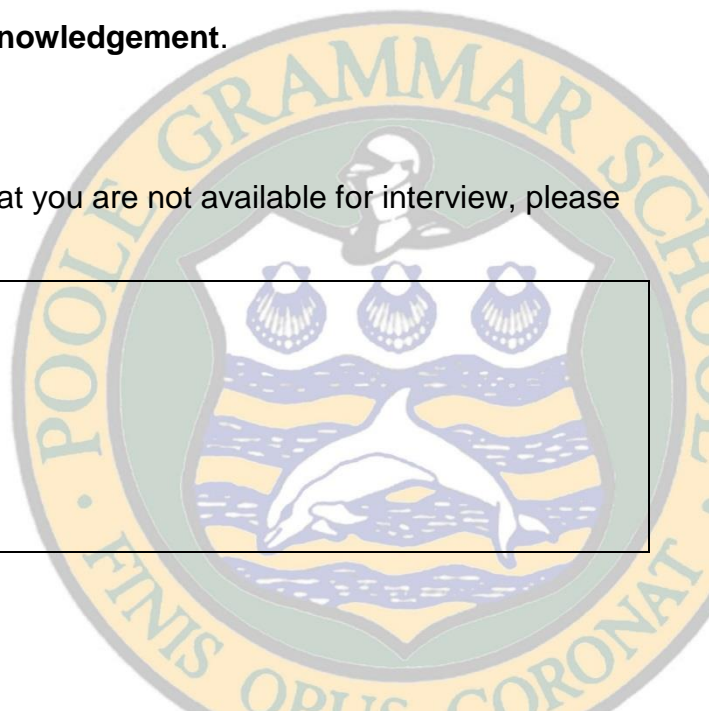 nowledgement.
at you are not available for interview, please
POOLE GRAMMAR SCHOOL
FINIS OPUS CORONAT